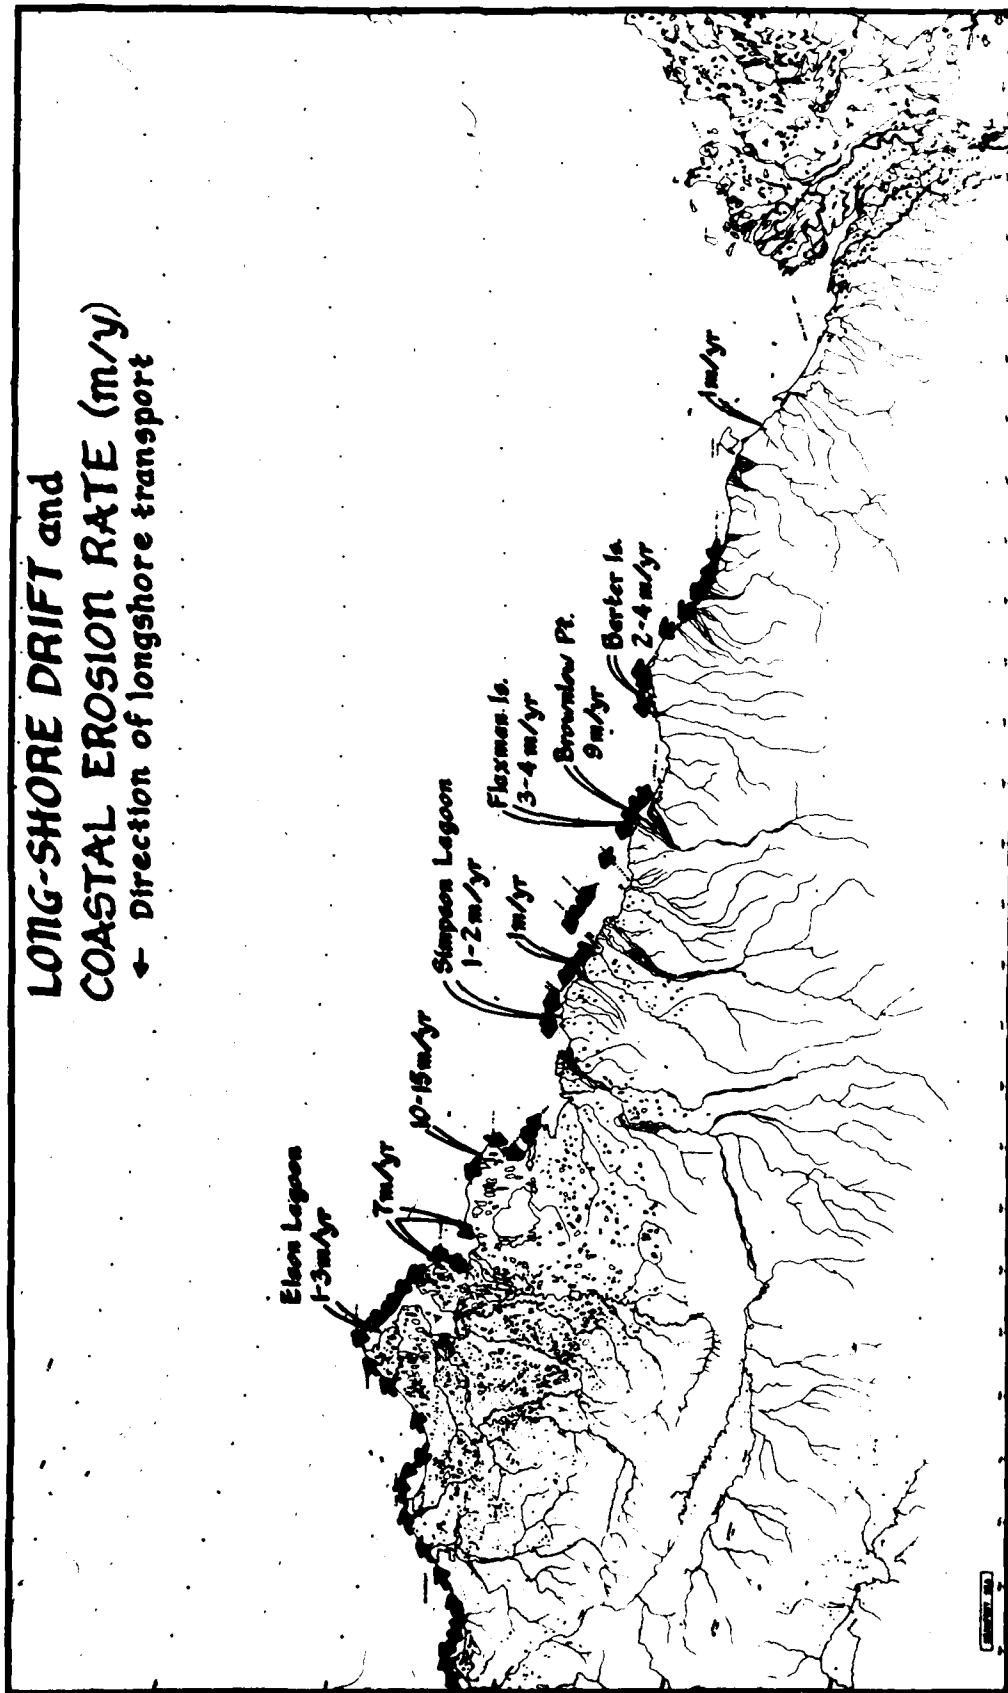 LONG-SHORE DRIFT and
COASTAL EROSION RATE (m/y)
← Direction of longshore transport
Elson Lagoon
1-3m/yr
7m/yr
10-15m/yr
Simpson Lagoon
1-2m/yr
1m/yr
Flaxman Is.
3-4m/yr
Brownlow Pt.
9m/yr
Barter Is.
2-4m/yr
1m/yr